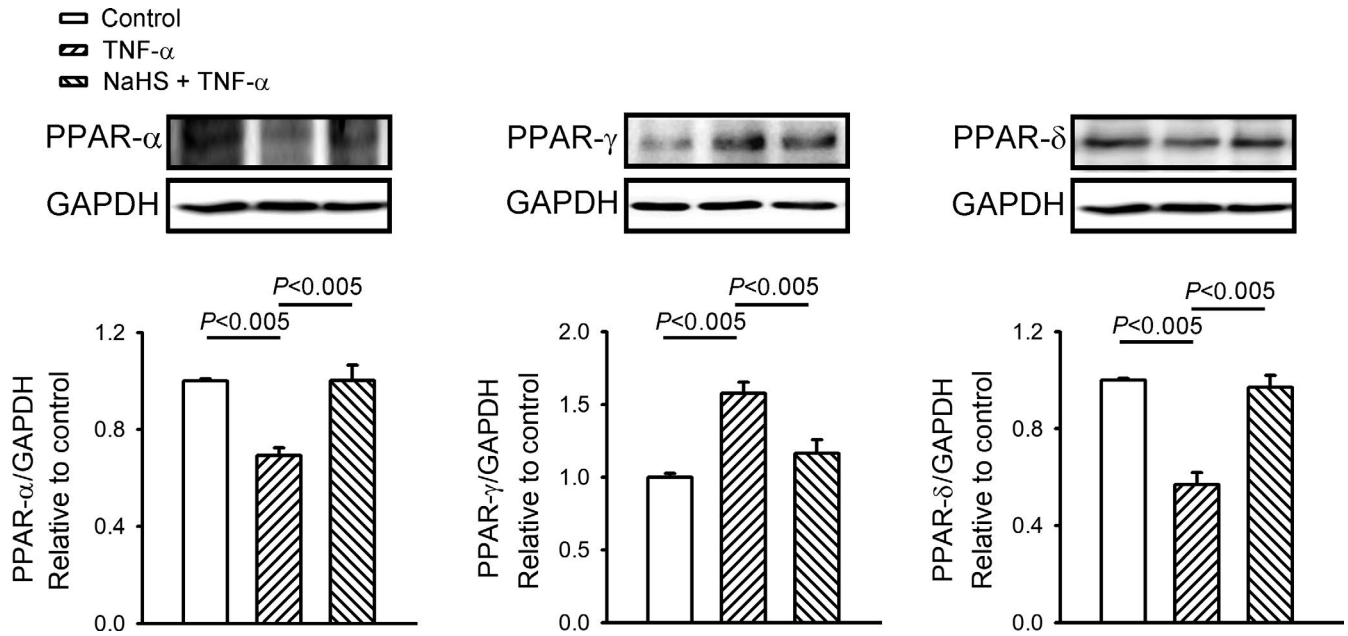 Control
TNF-α
NaHS + TNF-α
PPAR-α
GAPDH
PPAR-γ
GAPDH
PPAR-δ
GAPDH
P<0.005
P<0.005
1.2
0.8
0.4
0.0
PPAR-α/GAPDH
Relative to control
P<0.005
P<0.005
2.0
1.5
1.0
0.5
0.0
PPAR-γ/GAPDH
Relative to control
P<0.005
P<0.005
1.2
0.8
0.4
0.0
PPAR-δ/GAPDH
Relative to control